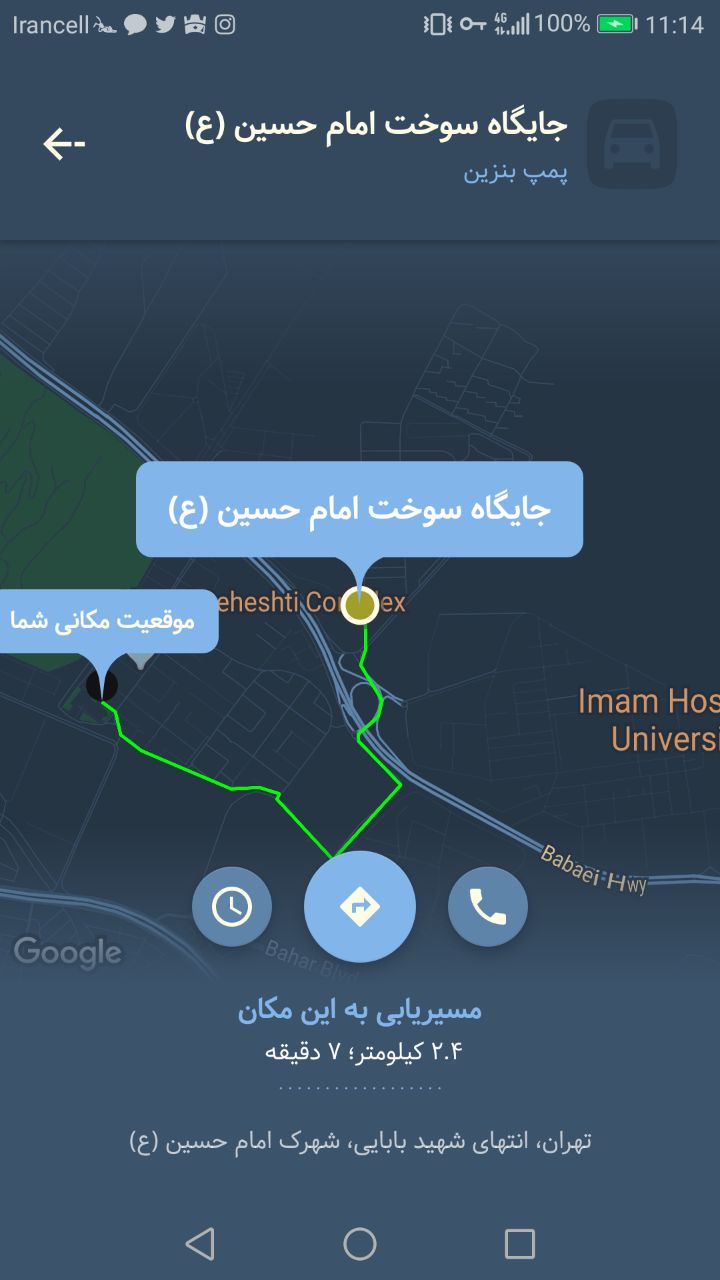 Irancell 4G 100% 11:14
جایگاه سوخت امام حسین (ع)
پمپ بنزین
جایگاه سوخت امام حسین (ع)
eheshti Co ex
موقعیت مکانی شما
Imam Hos
Universi
Babaei Hwy
Google
Bahar Blvd
مسیریابی به این مکان
۲.۴ کیلومتر؛ ۷ دقیقه
تهران، انتهای شهید بابایی، شهرک امام حسین (ع)